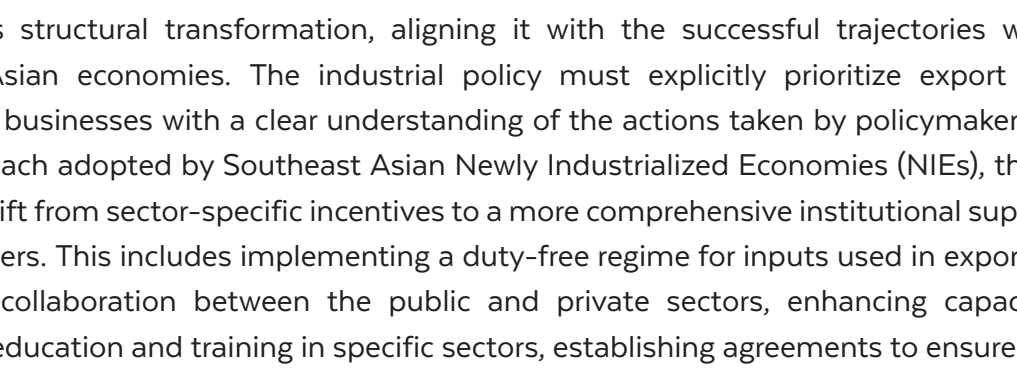 s structural transformation, aligning it with the successful trajectories w
Asian economies. The industrial policy must explicitly prioritize export
businesses with a clear understanding of the actions taken by policymaker
ach adopted by Southeast Asian Newly Industrialized Economies (NIEs), th
ift from sector-specific incentives to a more comprehensive institutional sup
ers. This includes implementing a duty-free regime for inputs used in expor
collaboration between the public and private sectors, enhancing capac
education and training in specific sectors, establishing agreements to ensure